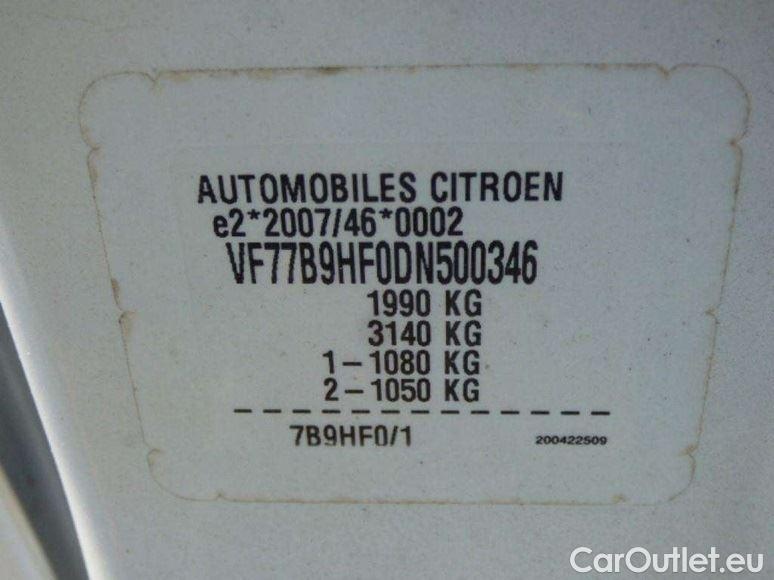 AUTOMOBILES CITROEN
e2*2007/46*0002
VF77B9HF0DN500346
1990 KG
3140 KG
1-1080 KG
2-1050 KG
7B9HF0/1 200422509
CarOutlet.eu